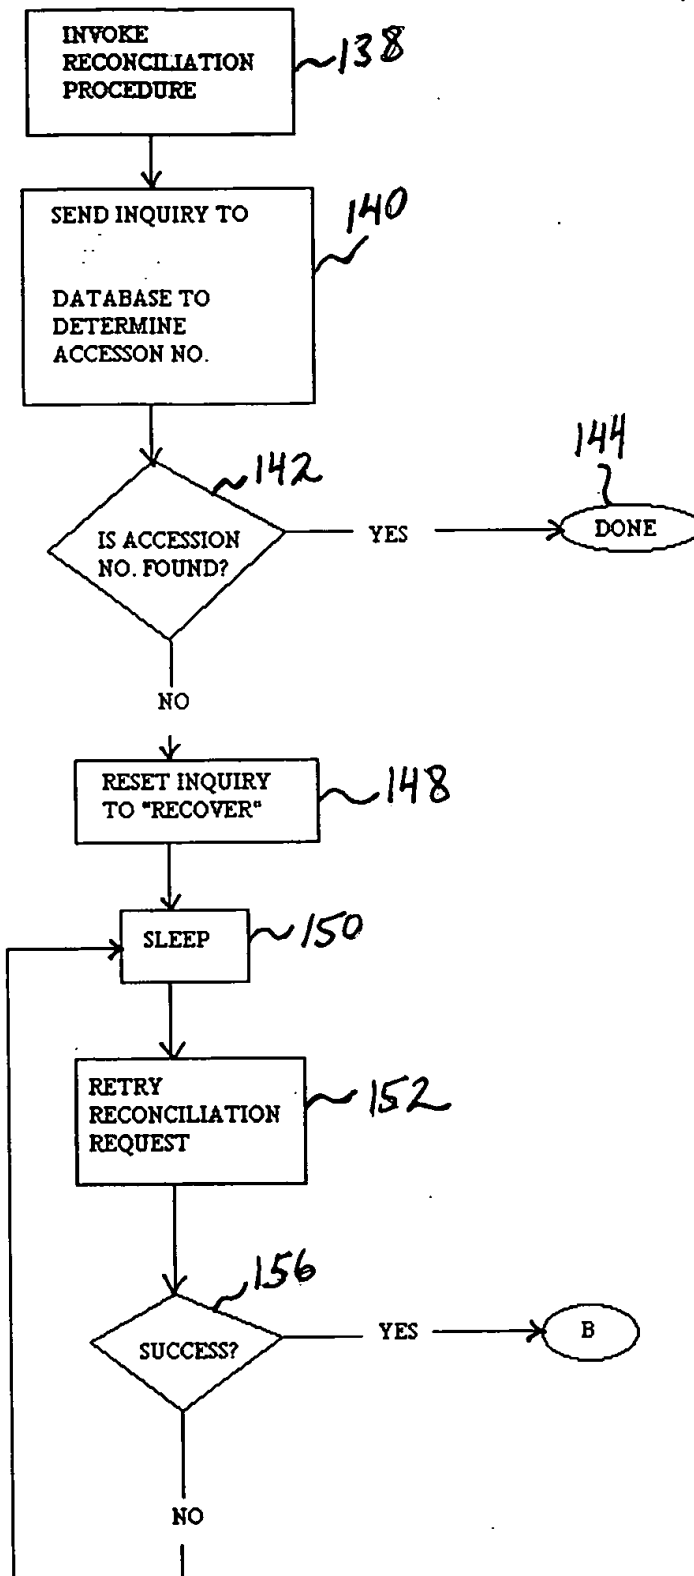 INVOKE
RECONCILIATION
PROCEDURE
138
SEND INQUIRY TO
140
DATABASE TO
DETERMINE
ACCESSON NO.
142
144
IS ACCESSION
NO. FOUND?
YES
DONE
NO
RESET INQUIRY
TO "RECOVER"
148
SLEEP
150
RETRY
RECONCILIATION
REQUEST
152
156
SUCCESS?
YES
B
NO